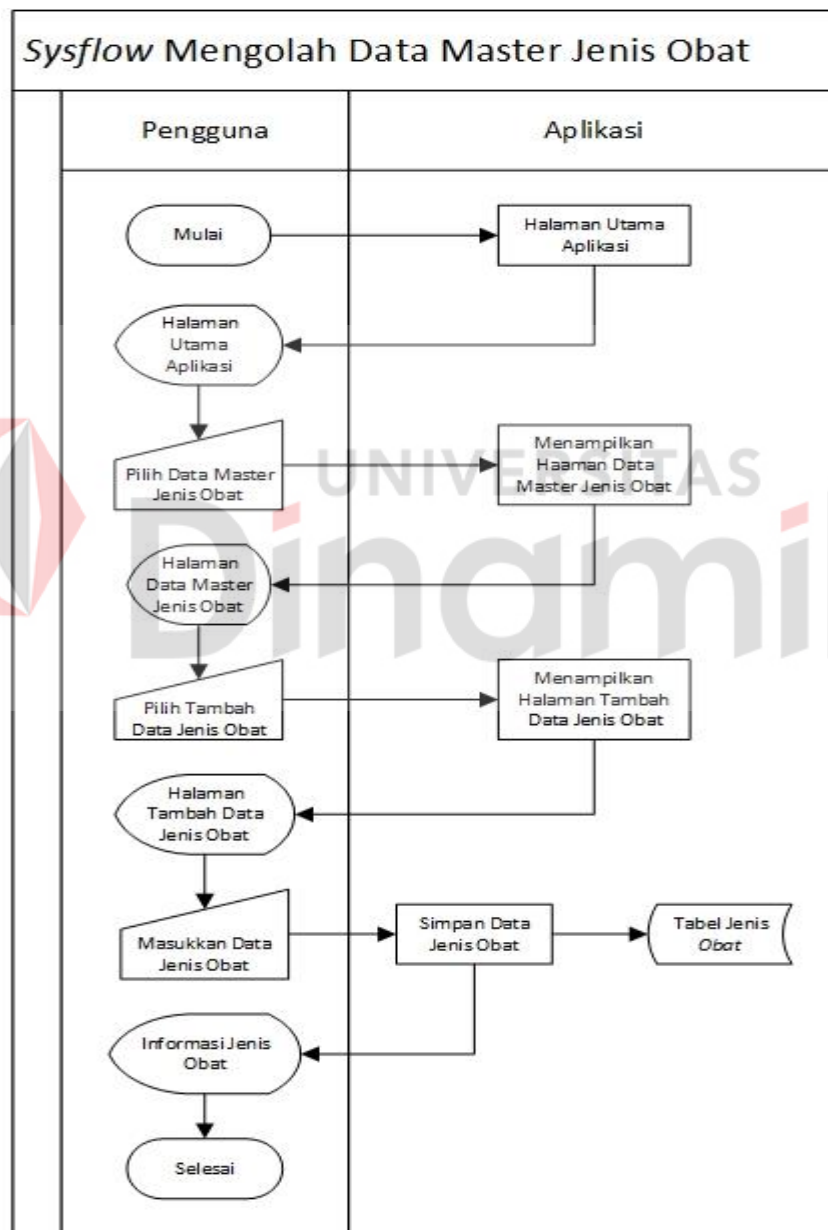 Sysflow Mengolah Data Master Jenis Obat
Pengguna
Aplikasi
Mulai
Halaman Utama
Aplikasi
Halaman
Utama
Aplikasi
Pilih Data Master
Jenis Obat
Menampilkan
Haaman Data
Master Jenis Obat
Halaman
Data Master
Jenis Obat
Pilih Tambah
Data Jenis Obat
Menampilkan
Halaman Tambah
Data Jenis Obat
Halaman
Tambah Data
Jenis Obat
Masukkan Data
Jenis Obat
Simpan Data
Jenis Obat
Tabel Jenis
Obat
Informasi Jenis
Obat
Selesai
UNIVERSITAS
Dinami